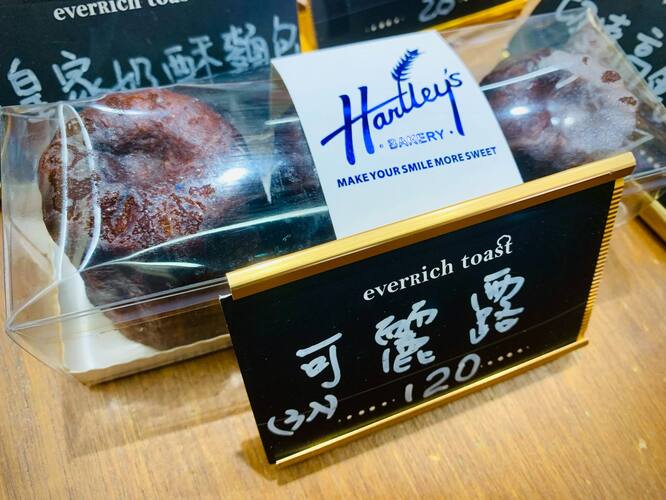 everRich toast
皇家奶酥麵包
28
Hartley's
BAKERY
MAKE YOUR SMILE MORE SWEET
everRich toast
可麗露
(3入)......120.....